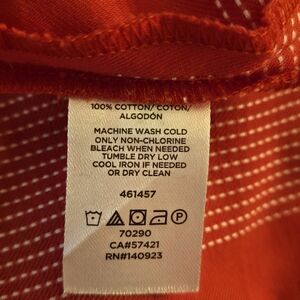 100% COTTON/ COTON/
ALGODÓN
MACHINE WASH COLD
ONLY NON-CHLORINE
BLEACH WHEN NEEDED
TUMBLE DRY LOW
COOL IRON IF NEEDED
OR DRY CLEAN
461457
P
70290
CA#57421
RN#140923